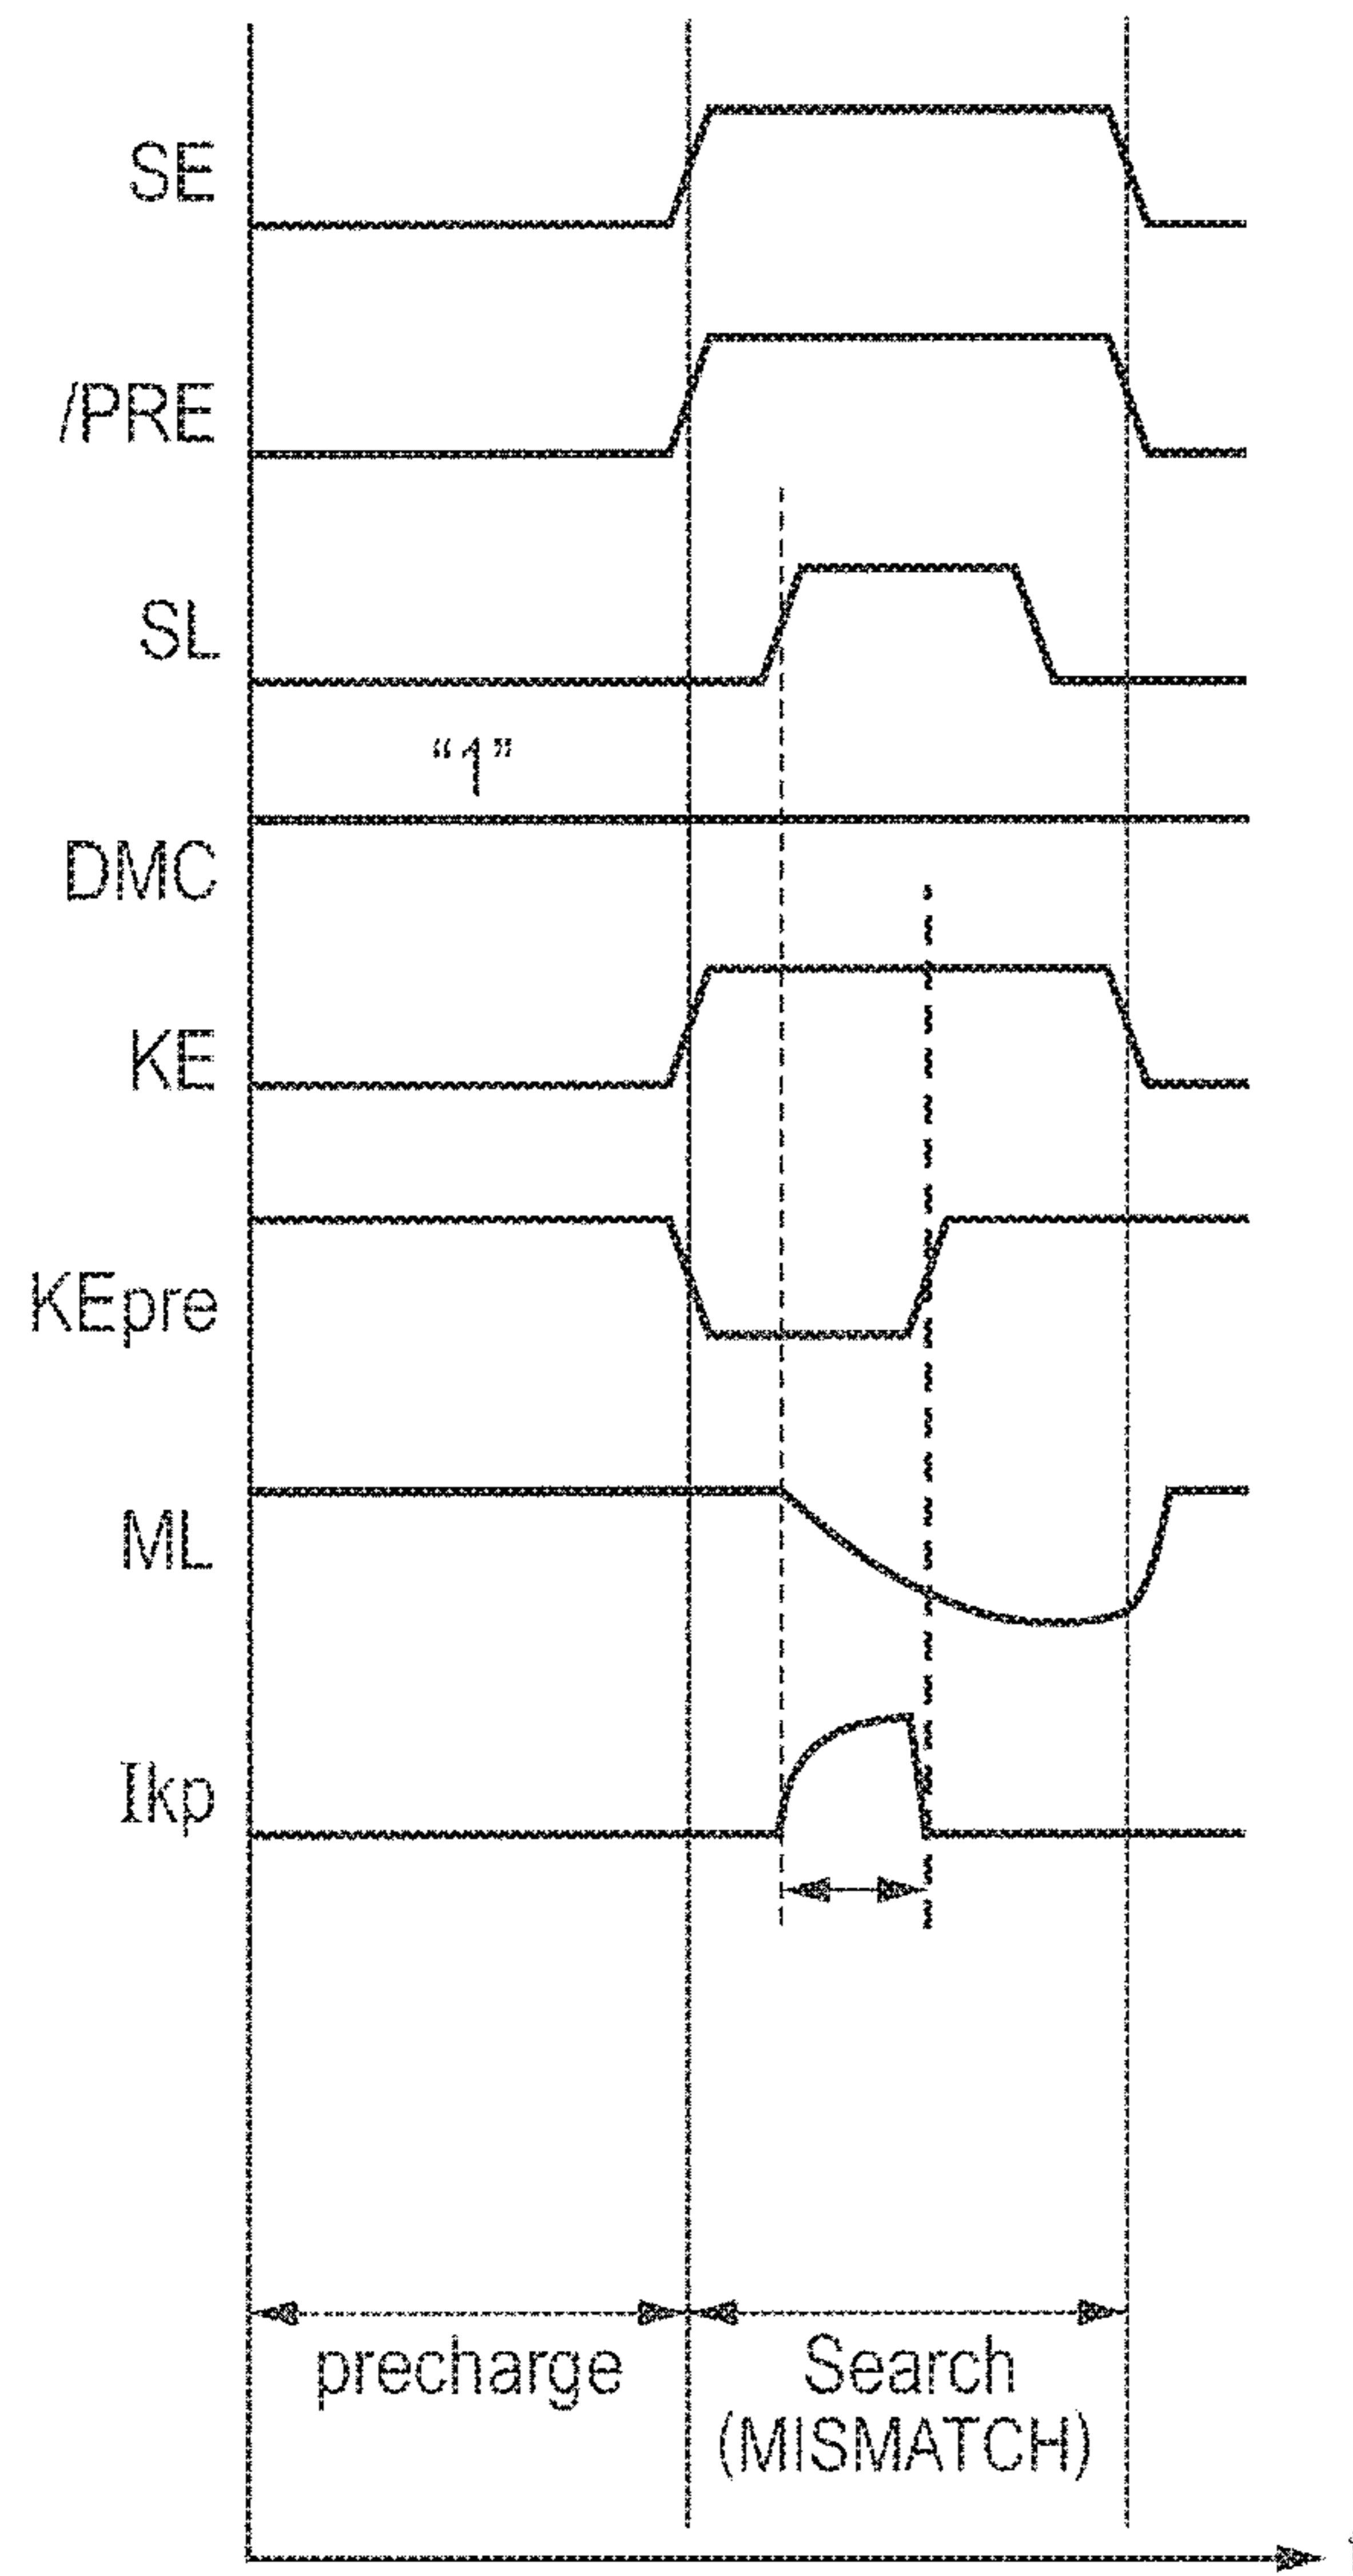 SE
/PRE
SL
“1”
DMC
KE
KEpre
ML
Ikp
precharge
Search
(MISMATCH)